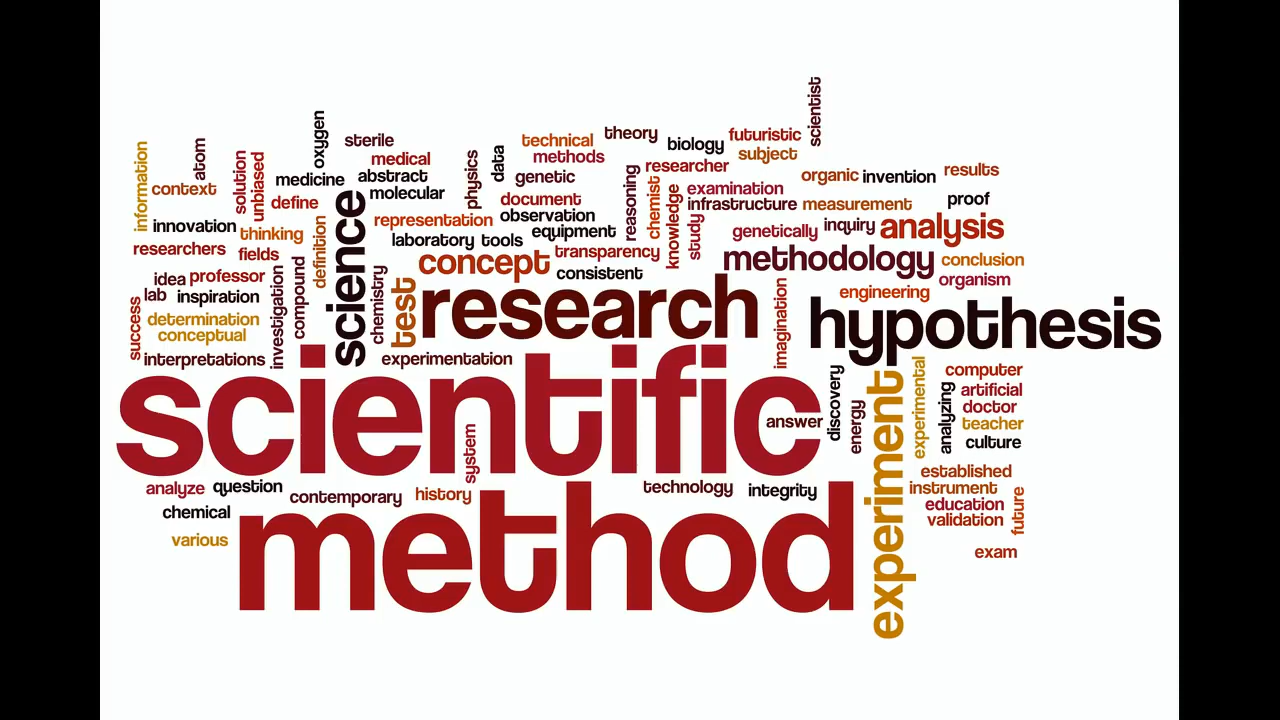 scientist
oxygen
sterile
technical
theory
futuristic
information
atom
solution
unbiased
medical
physics
data
methods
biology
subject
context
medicine
abstract
genetic
reasoning
researcher
chemist
organic
invention
results
define
molecular
document
knowledge
examination
infrastructure
measurement
proof
innovation
thinking
definition
science
representation
observation
equipment
study
genetically
inquiry
analysis
researchers
fields
laboratory
tools
transparency
methodology
conclusion
idea
professor
investigation
compound
chemistry
concept
consistent
organism
lab
inspiration
test
research
imagination
engineering
success
determination
conceptual
hypothesis
interpretations
experimentation
scientific
answer
discovery
energy
experiment
experimental
analyzing
computer
artificial
doctor
teacher
culture
system
analyze
question
contemporary
history
technology
integrity
established
instrument
education
validation
future
chemical
various
method
exam